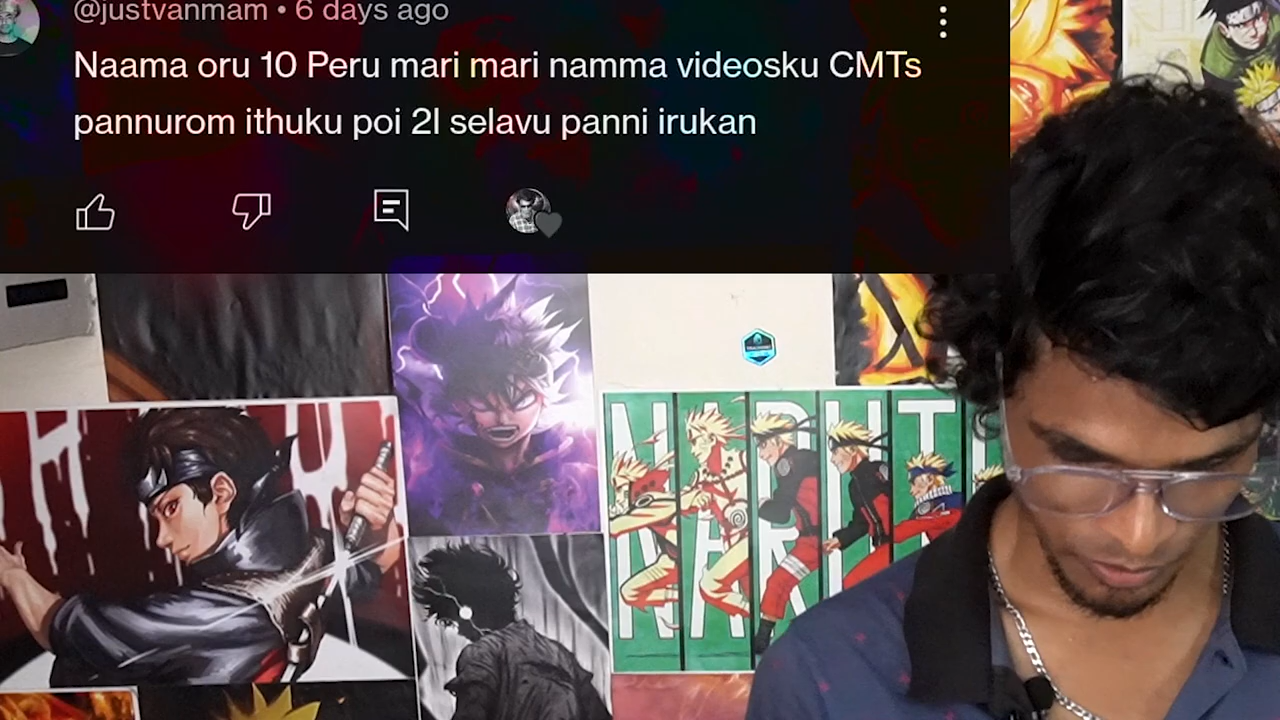 @justvanmam • 6 days ago
Naama oru 10 Peru mari mari namma videosku CMTs
pannurom ithuku poi 2l selavu panni irukan
NARUTO